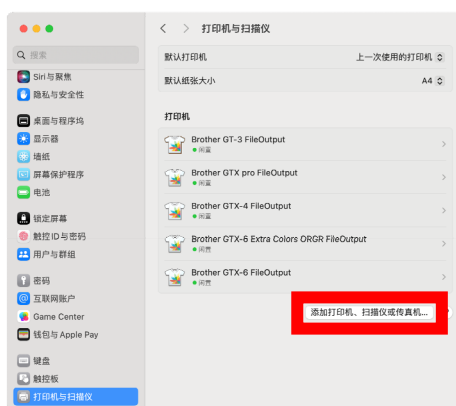 打印机与扫描仪
搜索
Siri与聚焦
隐私与安全性
桌面与程序坞
显示器
墙纸
屏幕保护程序
电池
锁定屏幕
触控ID与密码
用户与群组
密码
互联网账户
Game Center
钱包与 Apple Pay
键盘
触控板
打印机与扫描仪
默认打印机
上一次使用的打印机
默认纸张大小
A4
打印机
Brother GT-3 FileOutput
闲置
Brother GTX pro FileOutput
闲置
Brother GTX-4 FileOutput
闲置
Brother GTX-6 Extra Colors ORGR FileOutput
闲置
Brother GTX-6 FileOutput
闲置
添加打印机、扫描仪或传真机...